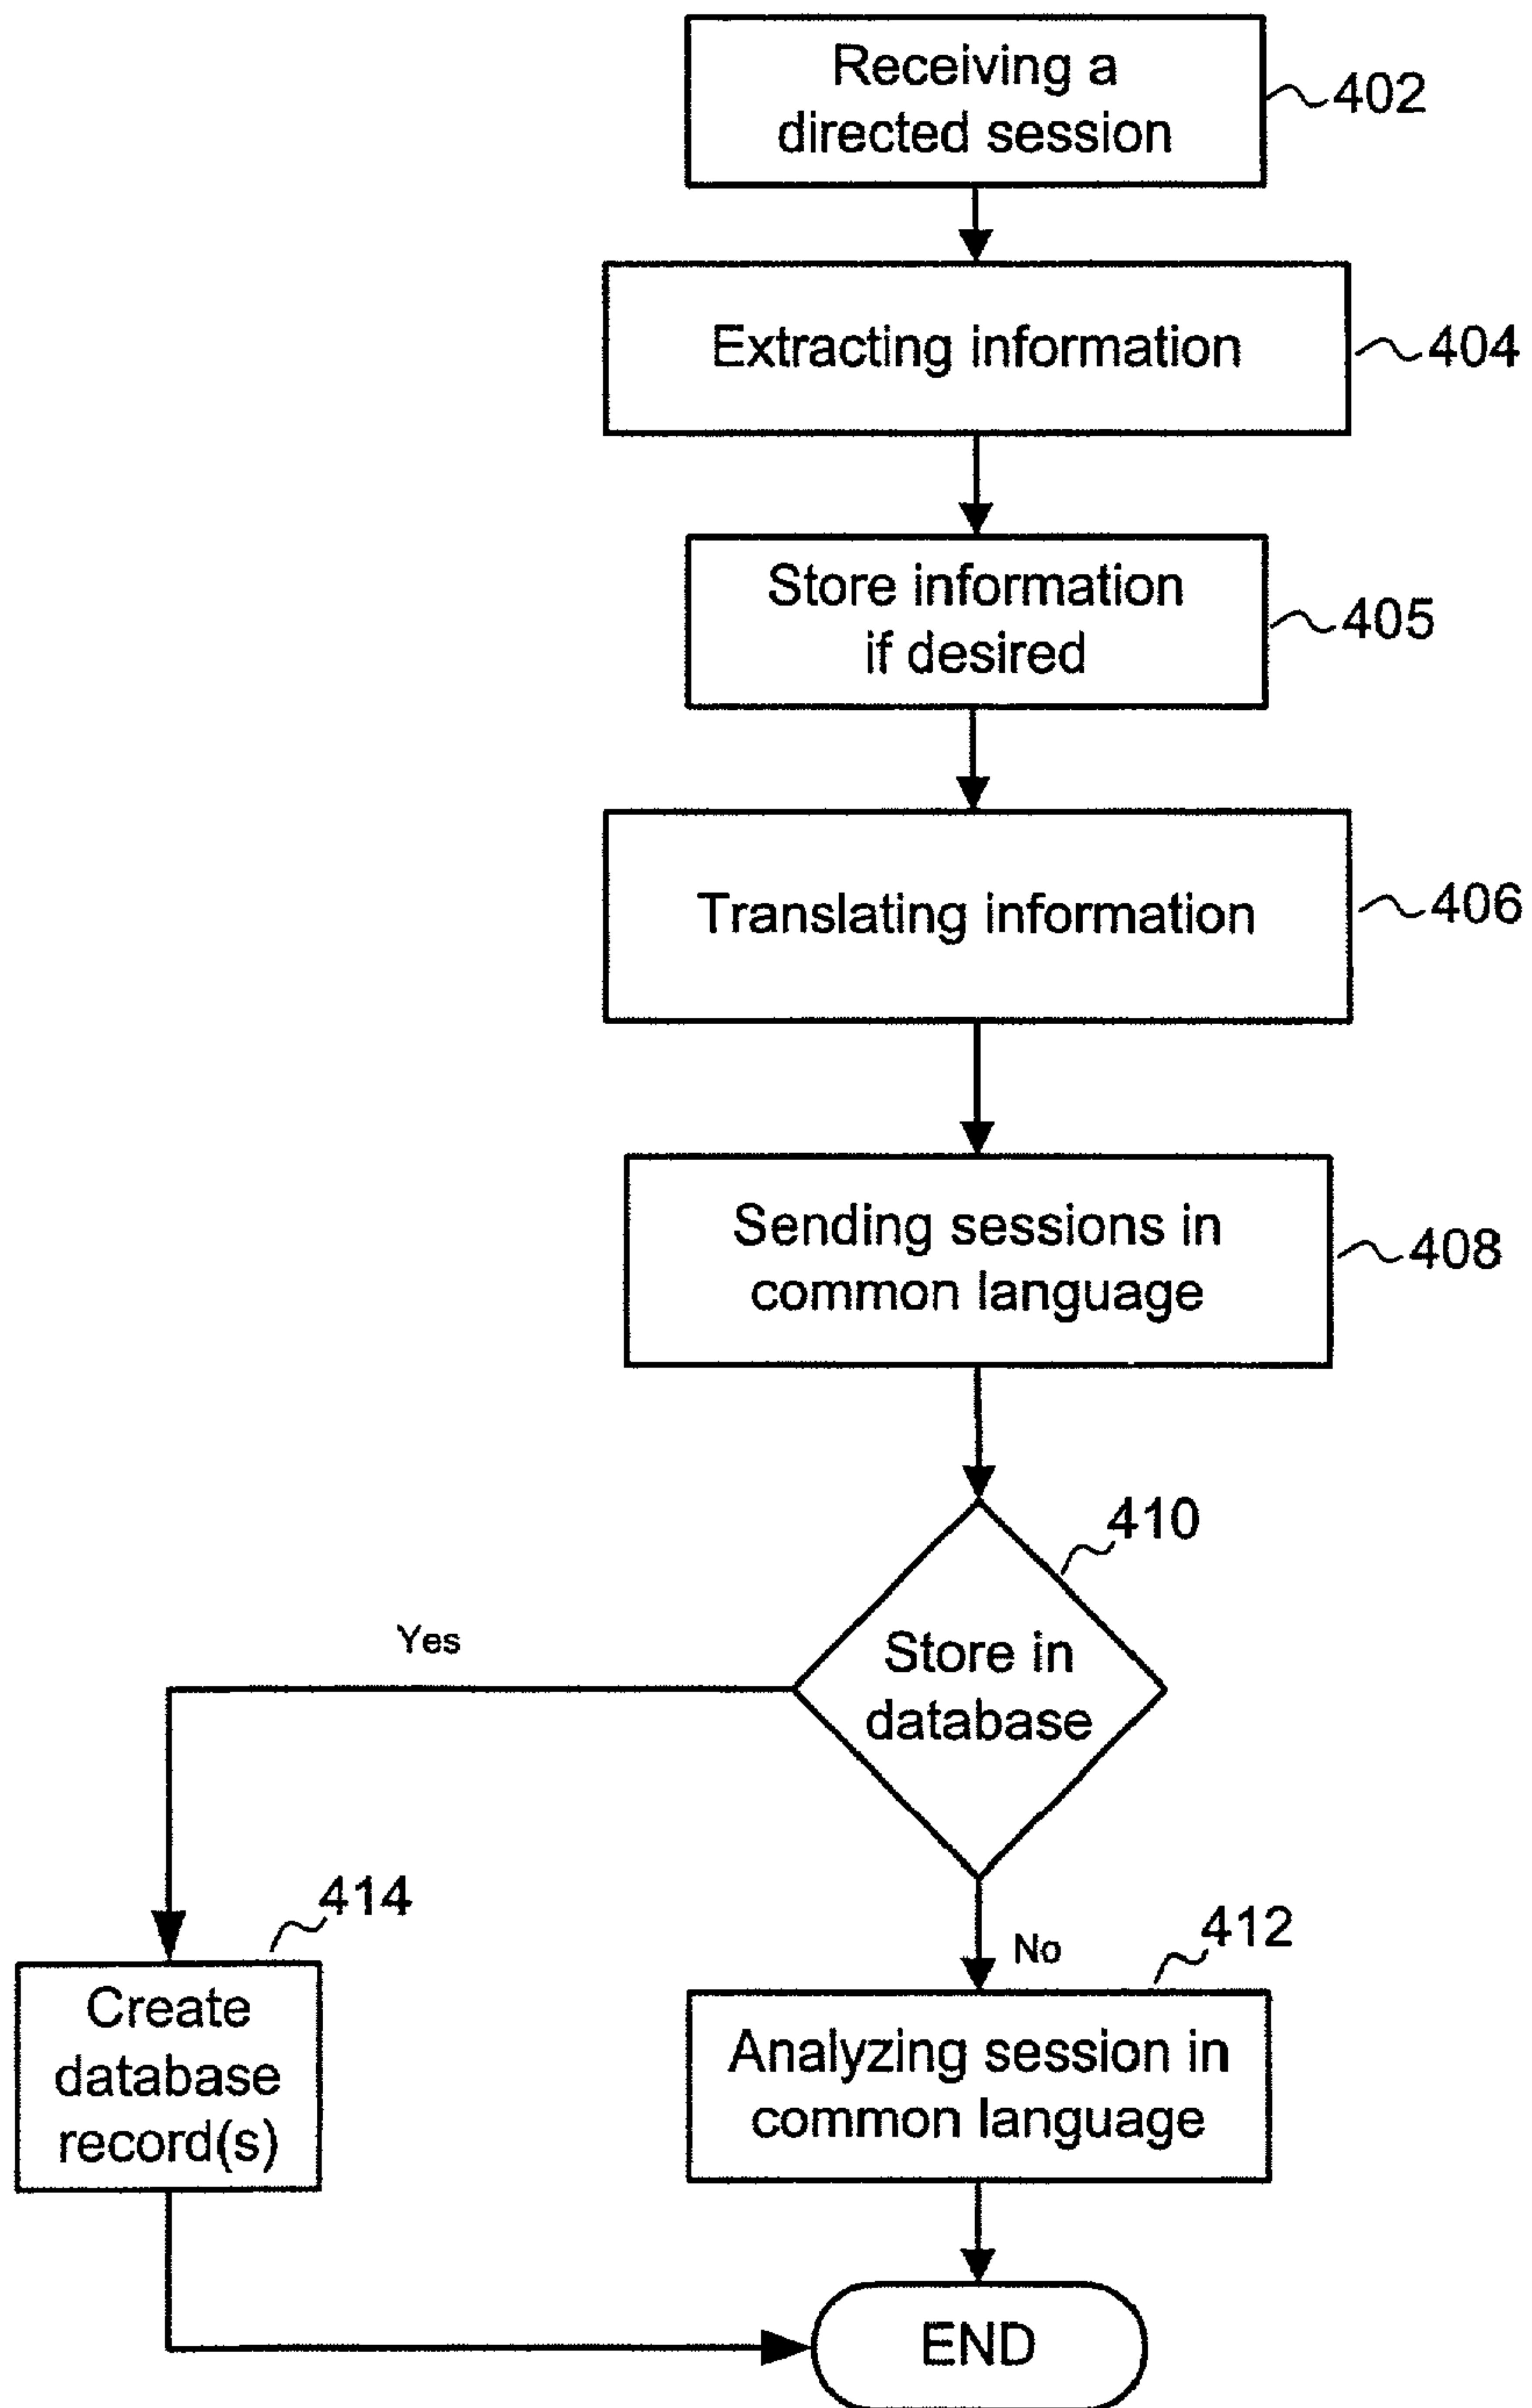 Receiving a
directed session
402
Extracting information
404
Store information
if desired
405
Translating information
406
Sending sessions in
common language
408
410
Store in
database
Yes
No
414
Create
database
record(s)
412
Analyzing session in
common language
END